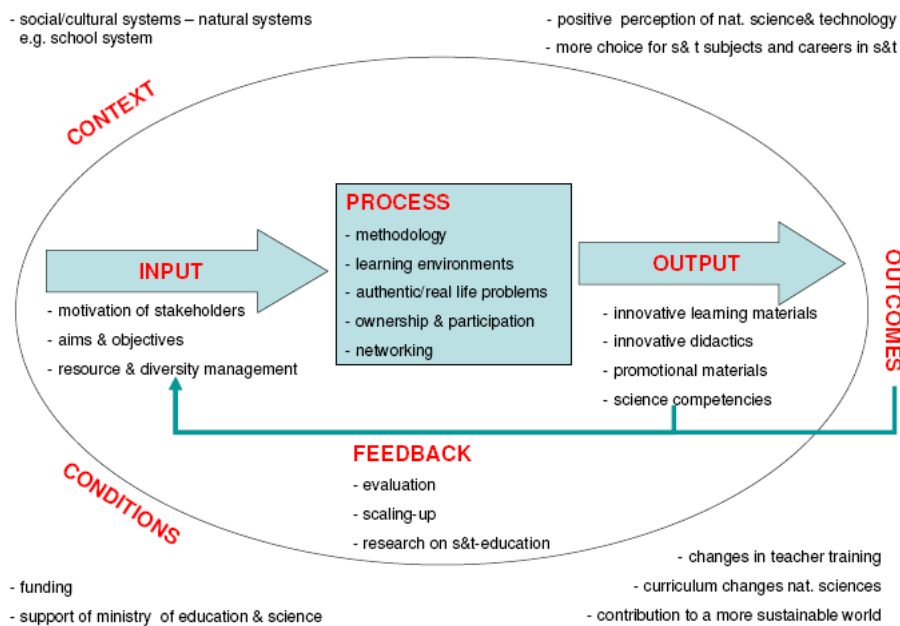 - social/cultural systems – natural systems
e.g. school system
- positive perception of nat. science& technology
- more choice for s& t subjects and careers in s&t
CONTEXT
INPUT
- motivation of stakeholders
- aims & objectives
- resource & diversity management
PROCESS
- methodology
- learning environments
- authentic/real life problems
- ownership & participation
- networking
OUTPUT
- innovative learning materials
- innovative didactics
- promotional materials
- science competencies
OUTCOMES
FEEDBACK
- evaluation
- scaling-up
- research on s&t-education
CONDITIONS
- funding
- support of ministry of education & science
- changes in teacher training
- curriculum changes nat. sciences
- contribution to a more sustainable world